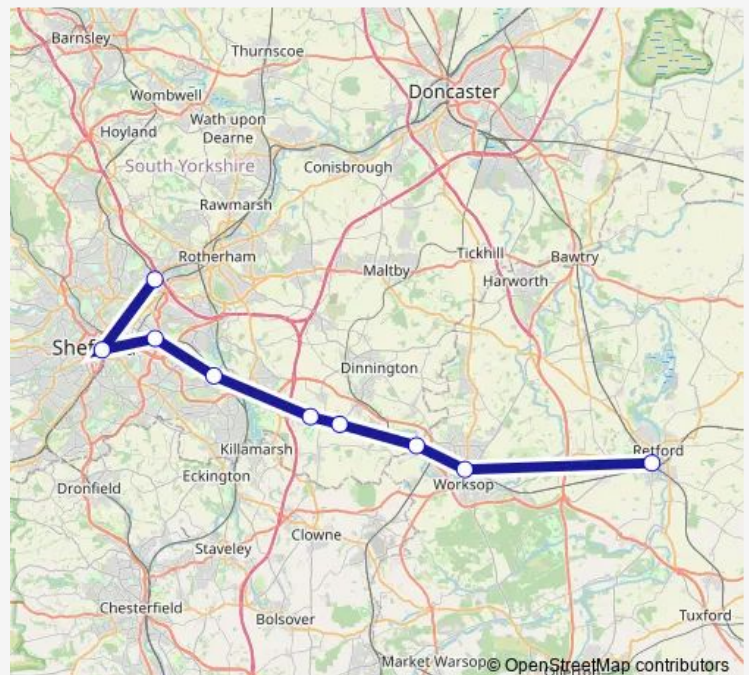 Barnsley
Thurnscoe
Doncaster
Wombwell
Wath upon
Dearne
Hoyland
South Yorkshire
Conisbrough
Rawmarsh
Rotherham
Tickhill
Bawtry
Maltby
Harworth
Dinnington
Killamarsh
Retford
Eckington
Worksop
Dronfield
Clowne
Staveley
Chesterfield
Bolsover
Tuxford
Market Warsop
© OpenStreetMap contributors